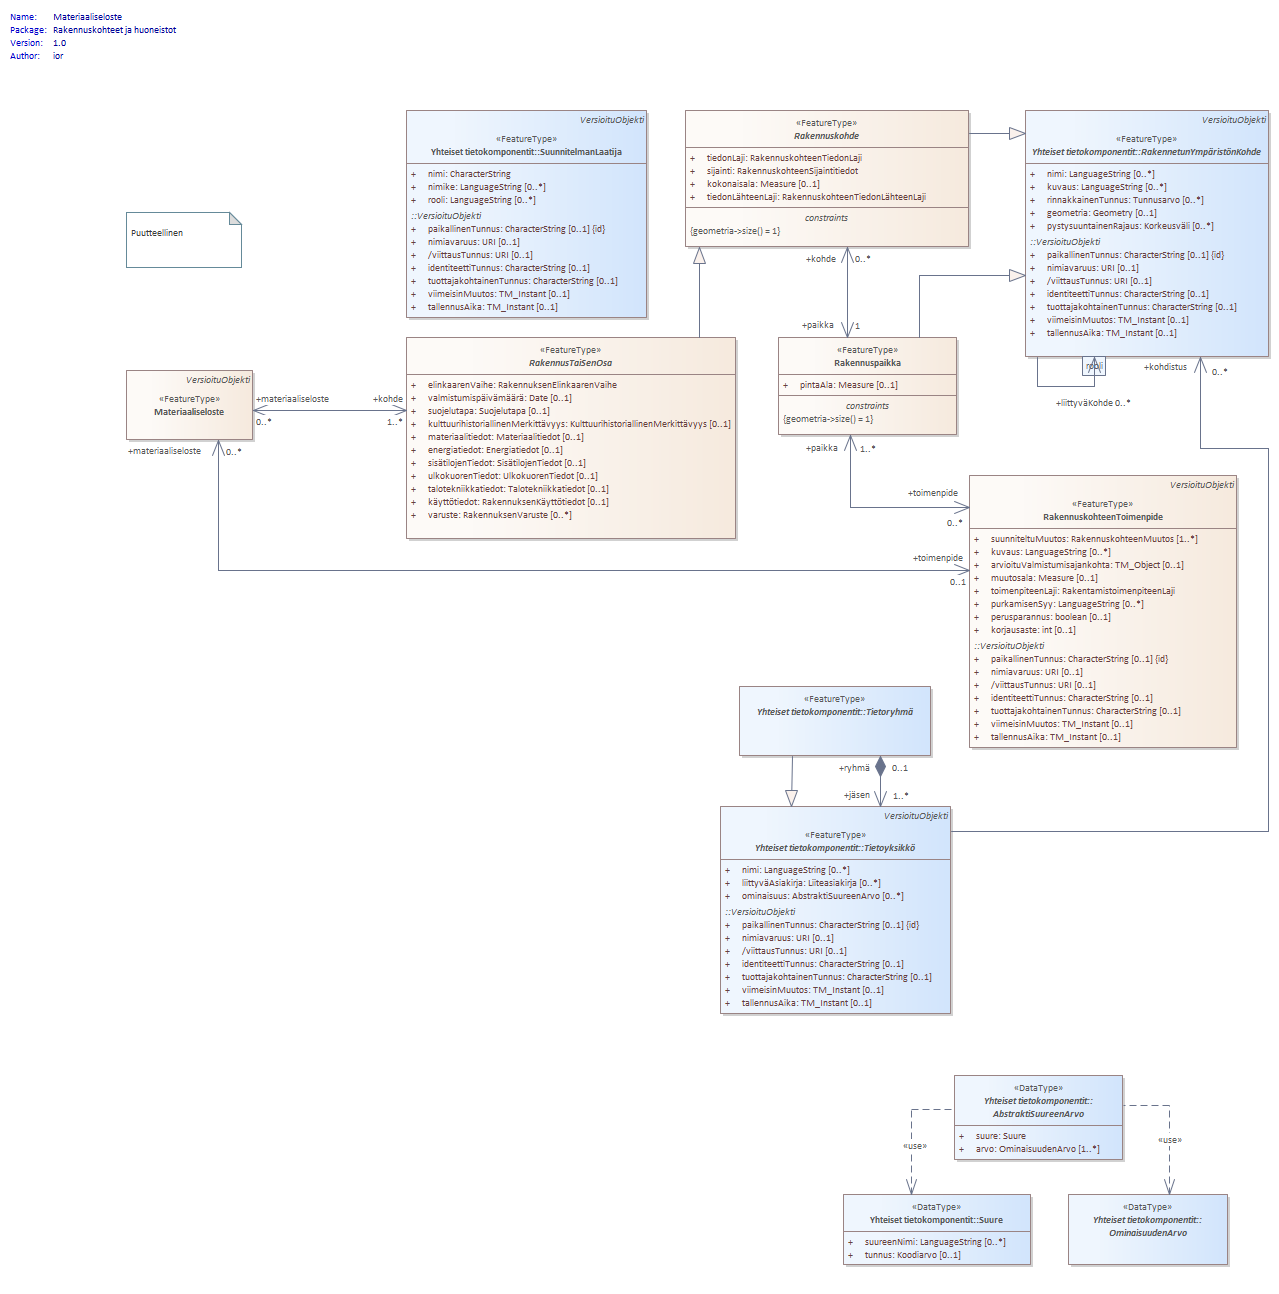 Name: Materiaaliseloste
Package: Rakennuskohteet ja huoneistot
Version: 1.0
Author: ior
Puutteellinen
VersioituObjekti
«FeatureType»
Yhteiset tietokomponentit::SuunnitelmanLaatija
+ nimi: CharacterString
+ nimike: LanguageString [0..*]
+ rooli: LanguageString [0..*]
::VersioituObjekti
+ paikallinenTunnus: CharacterString [0..1] {id}
+ nimiavaruus: URI [0..1]
+ /viittausTunnus: URI [0..1]
+ identiteettiTunnus: CharacterString [0..1]
+ tuottajakohtainenTunnus: CharacterString [0..1]
+ viimeisinMuutos: TM_Instant [0..1]
+ tallennusAika: TM_Instant [0..1]
«FeatureType»
Rakennuskohde
+ tiedonLaji: RakennuskohteenTiedonLaji
+ sijainti: RakennuskohteenSijaintitiedot
+ kokonaisala: Measure [0..1]
+ tiedonLähteenLaji: RakennuskohteenTiedonLähteenLaji
constraints
{geometria->size() = 1}
VersioituObjekti
«FeatureType»
Yhteiset tietokomponentit::RakennetunYmpäristönKohde
+ nimi: LanguageString [0..*]
+ kuvaus: LanguageString [0..*]
+ rinnakkainenTunnus: Tunnusarvo [0..*]
+ geometria: Geometry [0..1]
+ pystysuuntainenRajaus: Korkeusväli [0..*]
::VersioituObjekti
+ paikallinenTunnus: CharacterString [0..1] {id}
+ nimiavaruus: URI [0..1]
+ /viittausTunnus: URI [0..1]
+ identiteettiTunnus: CharacterString [0..1]
+ tuottajakohtainenTunnus: CharacterString [0..1]
+ viimeisinMuutos: TM_Instant [0..1]
+ tallennusAika: TM_Instant [0..1]
+kohde 0..*
+paikka 1
rooli
+liittyväKohde 0..*
+kohdistus 0..*
VersioituObjekti
«FeatureType»
Materiaaliseloste
+materiaaliseloste
0..*
+kohde
1..*
+materiaaliseloste 0..*
«FeatureType»
RakennusTaiSenOsa
+ elinkaarenVaihe: RakennuksenElinkaarenVaihe
+ valmistumispäivämäärä: Date [0..1]
+ suojelutapa: Suojelutapa [0..1]
+ kulttuurihistoriallinenMerkittävyys: KulttuurihistoriallinenMerkittävyys [0..1]
+ materiaalitiedot: Materiaalitiedot [0..1]
+ energiatiedot: Energiatiedot [0..1]
+ sisätilojenTiedot: SisätilojenTiedot [0..1]
+ ulkokuorenTiedot: UlkokuorenTiedot [0..1]
+ talotekniikkatiedot: Talotekniikkatiedot [0..1]
+ käyttötiedot: RakennuksenKäyttötiedot [0..1]
+ varuste: RakennuksenVaruste [0..*]
«FeatureType»
Rakennuspaikka
+ pintaAla: Measure [0..1]
constraints
{geometria->size() = 1}
+paikka 1..*
+toimenpide
0..*
+toimenpide
0..1
VersioituObjekti
«FeatureType»
RakennuskohteenToimenpide
+ suunniteltuMuutos: RakennuskohteenMuutos [1..*]
+ kuvaus: LanguageString [0..*]
+ arvioituValmistumisajankohta: TM_Object [0..1]
+ muutosala: Measure [0..1]
+ toimenpiteenLaji: RakentamistoimenpiteenLaji
+ purkamisenSyy: LanguageString [0..*]
+ perusparannus: boolean [0..1]
+ korjausaste: int [0..1]
::VersioituObjekti
+ paikallinenTunnus: CharacterString [0..1] {id}
+ nimiavaruus: URI [0..1]
+ /viittausTunnus: URI [0..1]
+ identiteettiTunnus: CharacterString [0..1]
+ tuottajakohtainenTunnus: CharacterString [0..1]
+ viimeisinMuutos: TM_Instant [0..1]
+ tallennusAika: TM_Instant [0..1]
«FeatureType»
Yhteiset tietokomponentit::Tietoryhmä
+ryhmä 0..1
+jäsen 1..*
VersioituObjekti
«FeatureType»
Yhteiset tietokomponentit::Tietoyksikkö
+ nimi: LanguageString [0..*]
+ liittyväAsiakirja: Liiteasiakirja [0..*]
+ ominaisuus: AbstraktiSuureenArvo [0..*]
::VersioituObjekti
+ paikallinenTunnus: CharacterString [0..1] {id}
+ nimiavaruus: URI [0..1]
+ /viittausTunnus: URI [0..1]
+ identiteettiTunnus: CharacterString [0..1]
+ tuottajakohtainenTunnus: CharacterString [0..1]
+ viimeisinMuutos: TM_Instant [0..1]
+ tallennusAika: TM_Instant [0..1]
«DataType»
Yhteiset tietokomponentit::
AbstraktiSuureenArvo
+ suure: Suure
+ arvo: OminaisuudenArvo [1..*]
«use»
«use»
«DataType»
Yhteiset tietokomponentit::Suure
+ suureenNimi: LanguageString [0..*]
+ tunnus: Koodiarvo [0..1]
«DataType»
Yhteiset tietokomponentit::
OminaisuudenArvo